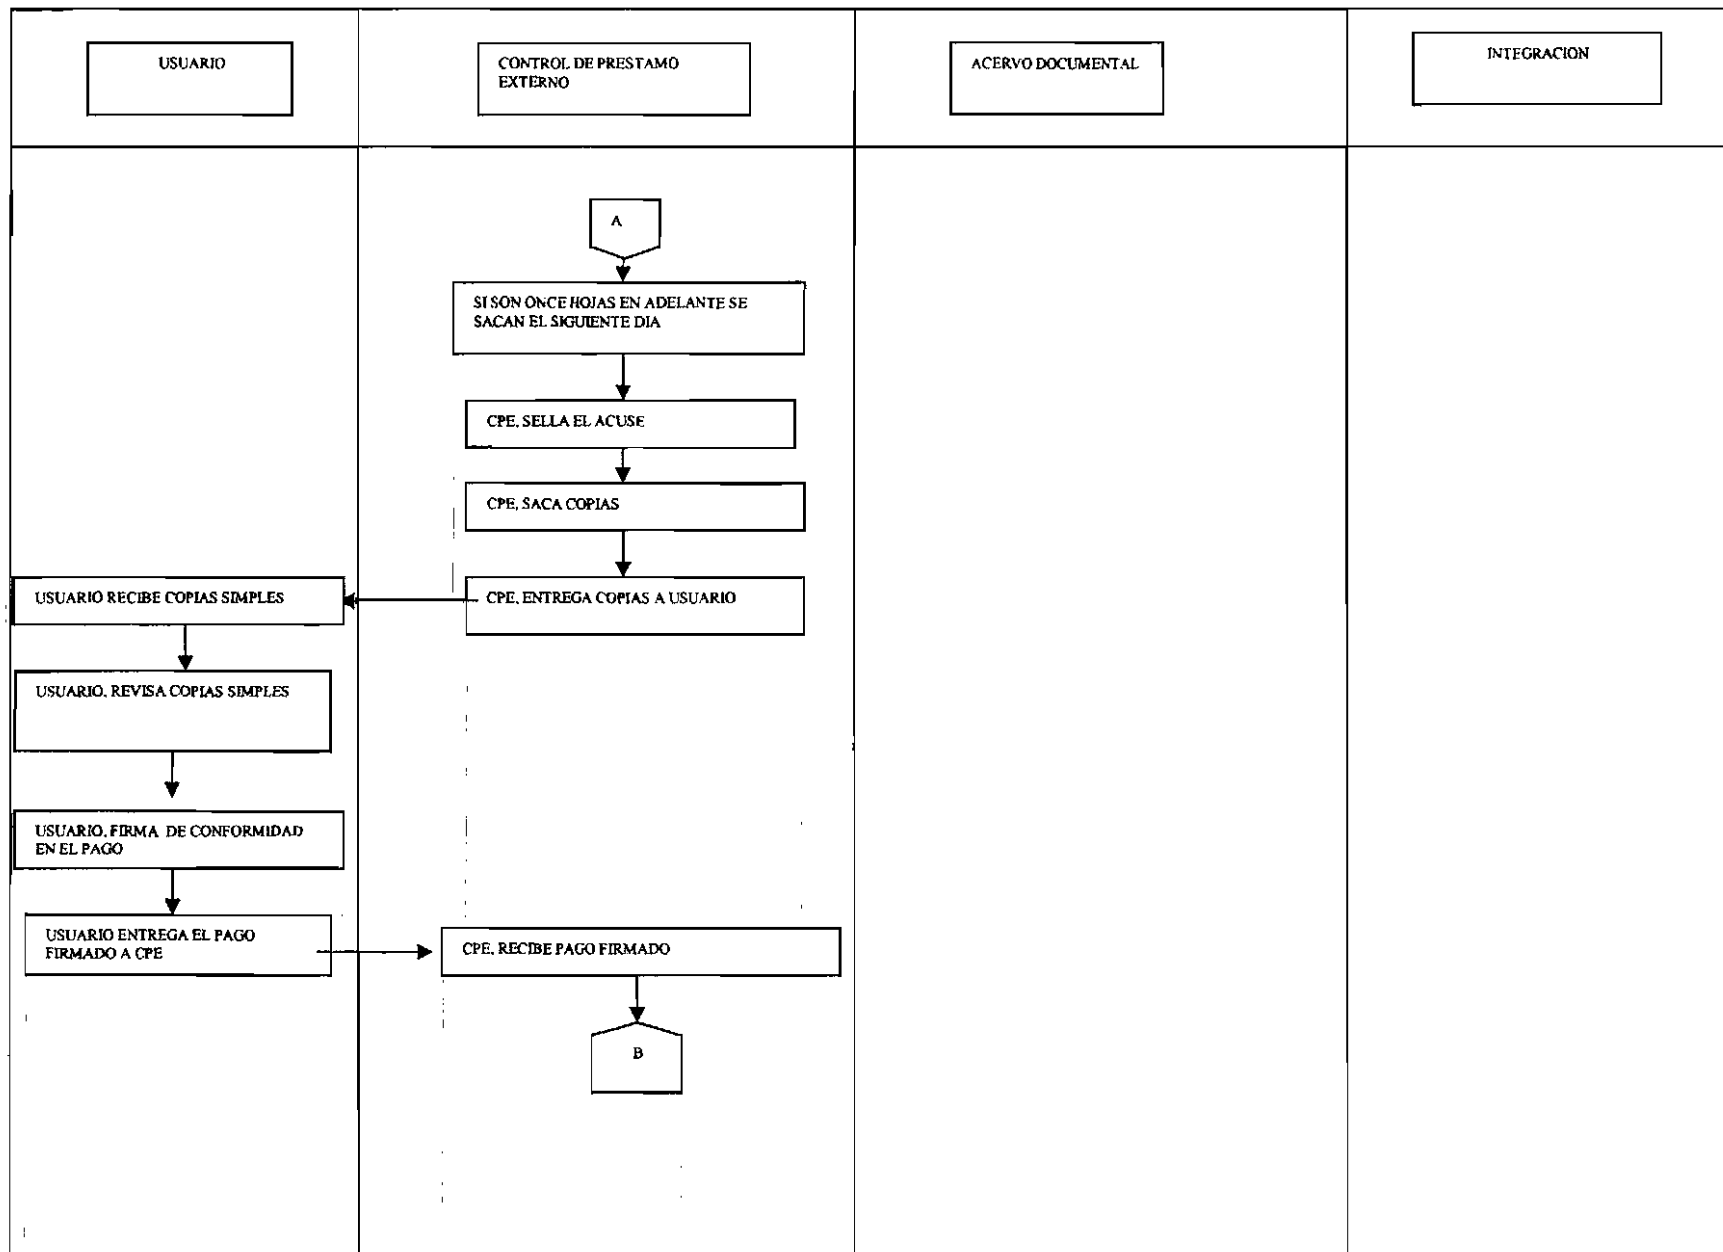 USUARIO
CONTROL DE PRESTAMO
EXTERNO
ACERVO DOCUMENTAL
INTEGRACION
A
SI SON ONCE HOJAS EN ADELANTE SE
SACAN EL SIGUIENTE DIA
CPE, SELLA EL ACUSE
CPE, SACA COPIAS
USUARIO RECIBE COPIAS SIMPLES
CPE, ENTREGA COPIAS A USUARIO
USUARIO, REVISA COPIAS SIMPLES
USUARIO, FIRMA DE CONFORMIDAD
EN EL PAGO
USUARIO ENTREGA EL PAGO
FIRMADO A CPE
CPE, RECIBE PAGO FIRMADO
B